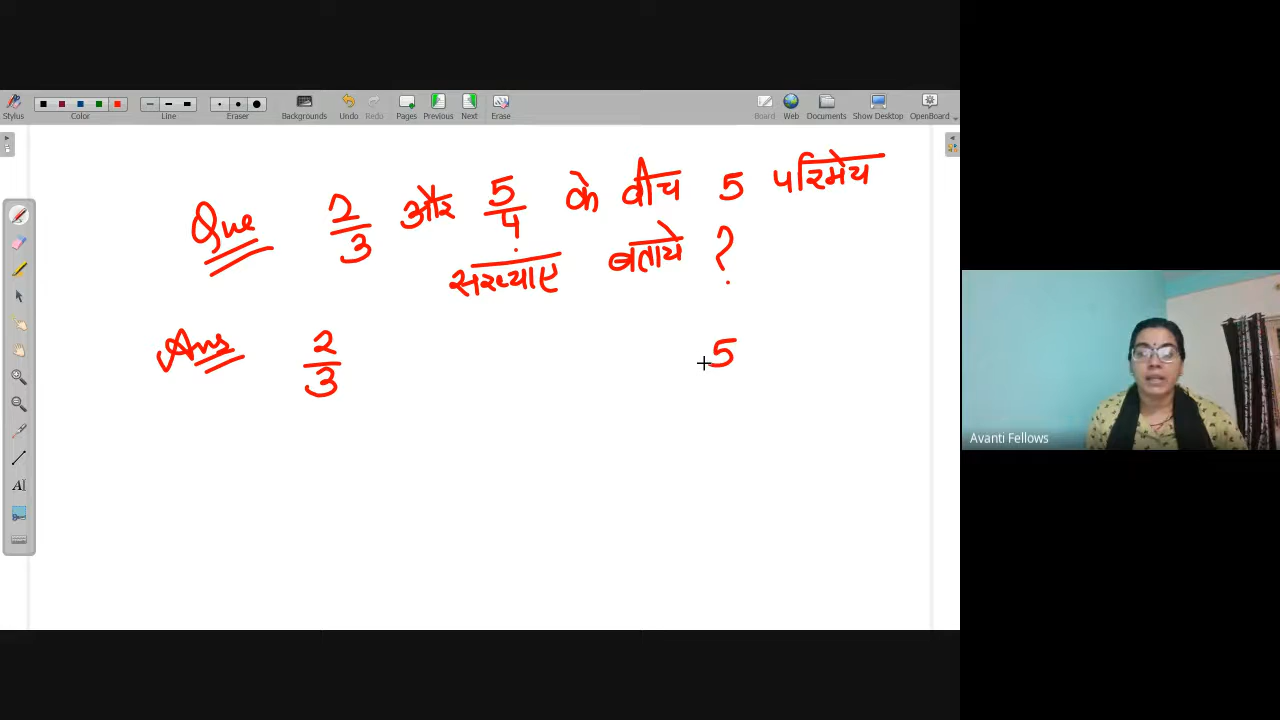 Stylus
Color
Line
Eraser
Backgrounds
Undo
Redo
Pages
Previous
Next
Erase
Board
Web
Documents
Show Desktop
OpenBoard
Que 2/3 और 5/4 के बीच 5 परिमेय
संख्याए बताये ?
Ans 2/3 5
Avanti Fellows